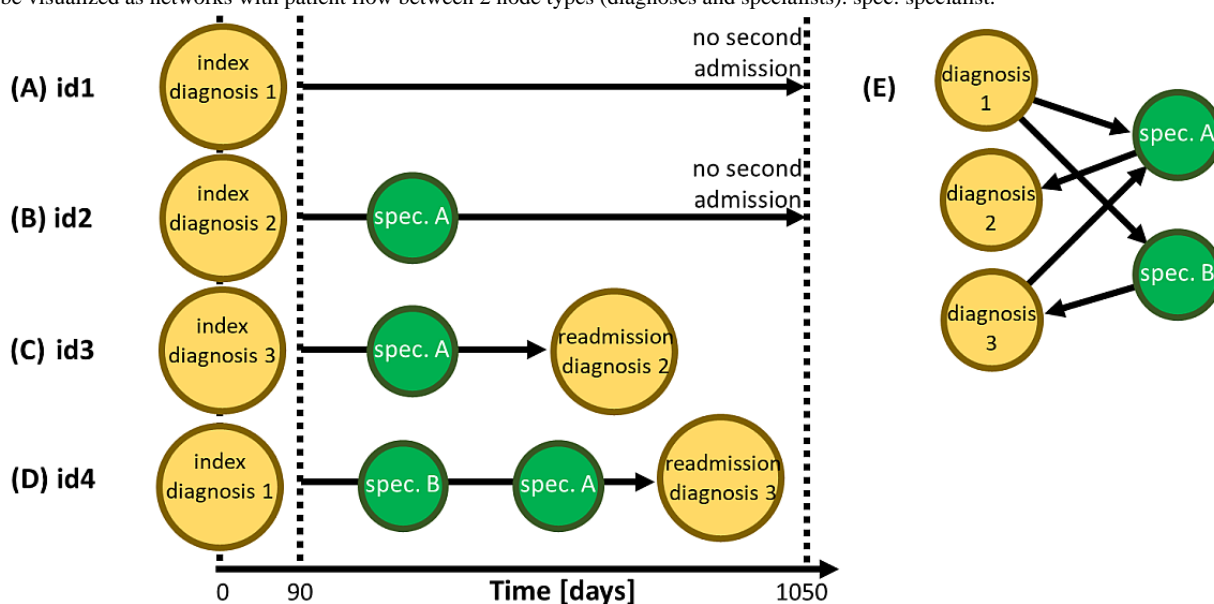 be visualized as networks with patient flow between 2 node types (diagnoses and specialists). spec: specialist.
(A) id1
index
diagnosis 1
no second
admission
(B) id2
index
diagnosis 2
spec. A
no second
admission
(C) id3
index
diagnosis 3
spec. A
readmission
diagnosis 2
(D) id4
index
diagnosis 1
spec. B
spec. A
readmission
diagnosis 3
0
90
Time [days]
1050
(E)
diagnosis
1
diagnosis
2
diagnosis
3
spec. A
spec. B